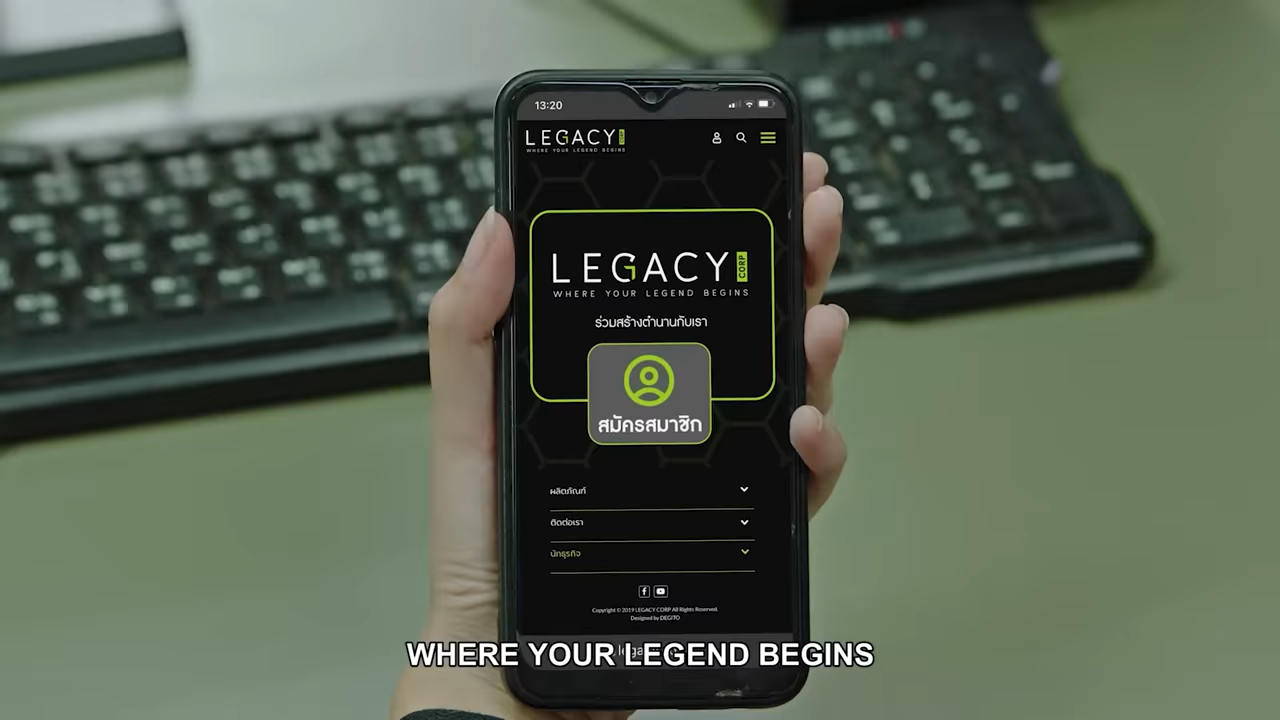 13:20
LEGACY CORP
WHERE YOUR LEGEND BEGINS
LEGACY CORP
WHERE YOUR LEGEND BEGINS
ร่วมสร้างตำนานกับเรา
สมัครสมาชิก
ผลิตภัณฑ์
ติดต่อเรา
นักธุรกิจ
Copyright © 2019 LEGACY CORP All Rights Reserved.
Designed by DEGITO
WHERE YOUR LEGEND BEGINS